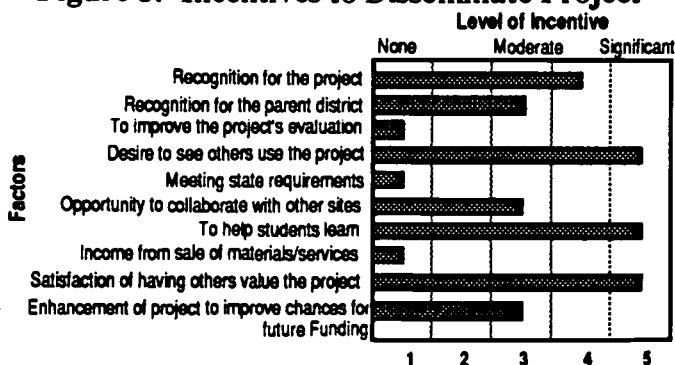 Level of Incentive
None Moderate Significant
Recognition for the project
Recognition for the parent district
To improve the project's evaluation
Desire to see others use the project
Meeting state requirements
Opportunity to collaborate with other sites
To help students learn
Income from sale of materials/services
Satisfaction of having others value the project
Enhancement of project to improve chances for
future Funding
Factors
1 2 3 4 5